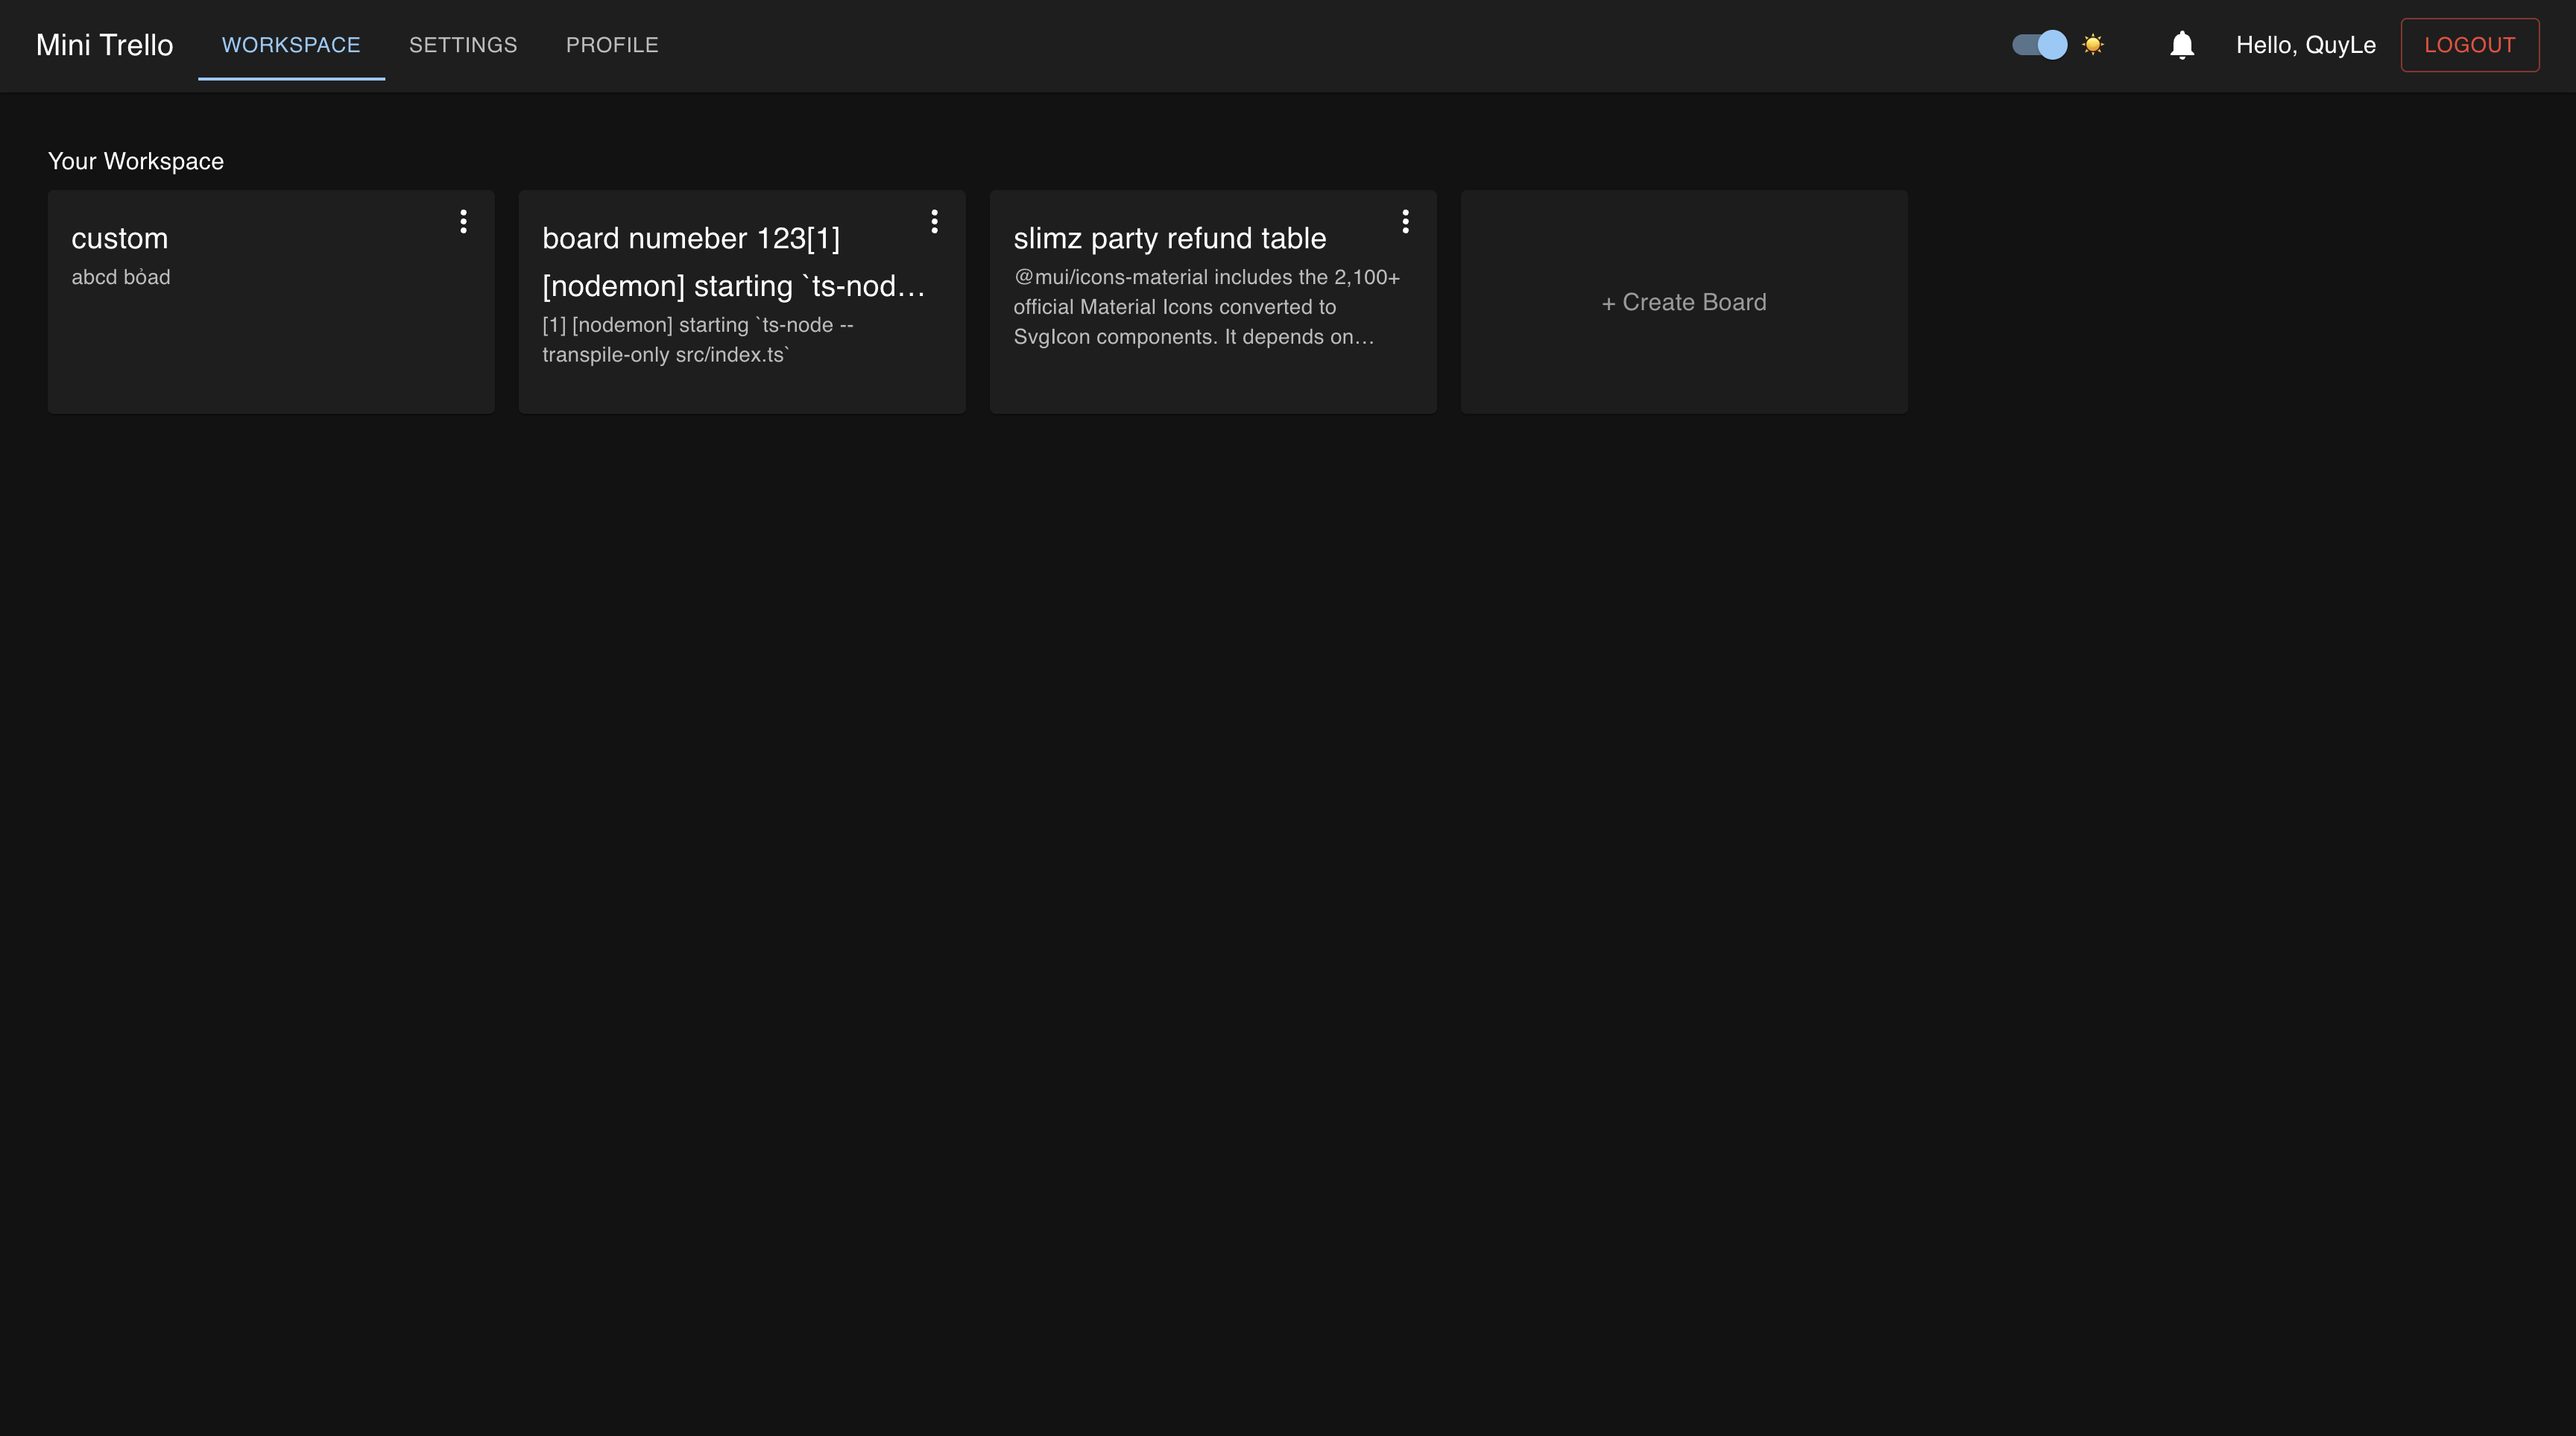 Mini Trello
WORKSPACE
SETTINGS
PROFILE
Hello, QuyLe
LOGOUT
Your Workspace
custom
abcd bỏad
board numeber 123[1]
[nodemon] starting `ts-nod…
[1] [nodemon] starting `ts-node --
transpile-only src/index.ts`
slimz party refund table
@mui/icons-material includes the 2,100+
official Material Icons converted to
SvgIcon components. It depends on…
+ Create Board